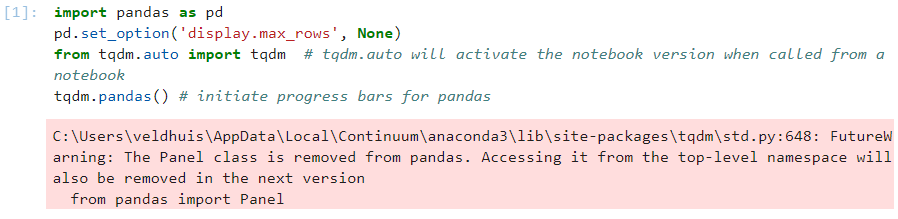 [1]: import pandas as pd
pd.set_option('display.max_rows', None)
from tqdm.auto import tqdm  # tqdm.auto will activate the notebook version when called from a
notebook
tqdm.pandas() # initiate progress bars for pandas
C:\Users\veldhuis\AppData\Local\Continuum\anaconda3\lib\site-packages\tqdm\std.py:648: FutureW
arning: The Panel class is removed from pandas. Accessing it from the top-level namespace will
also be removed in the next version
  from pandas import Panel